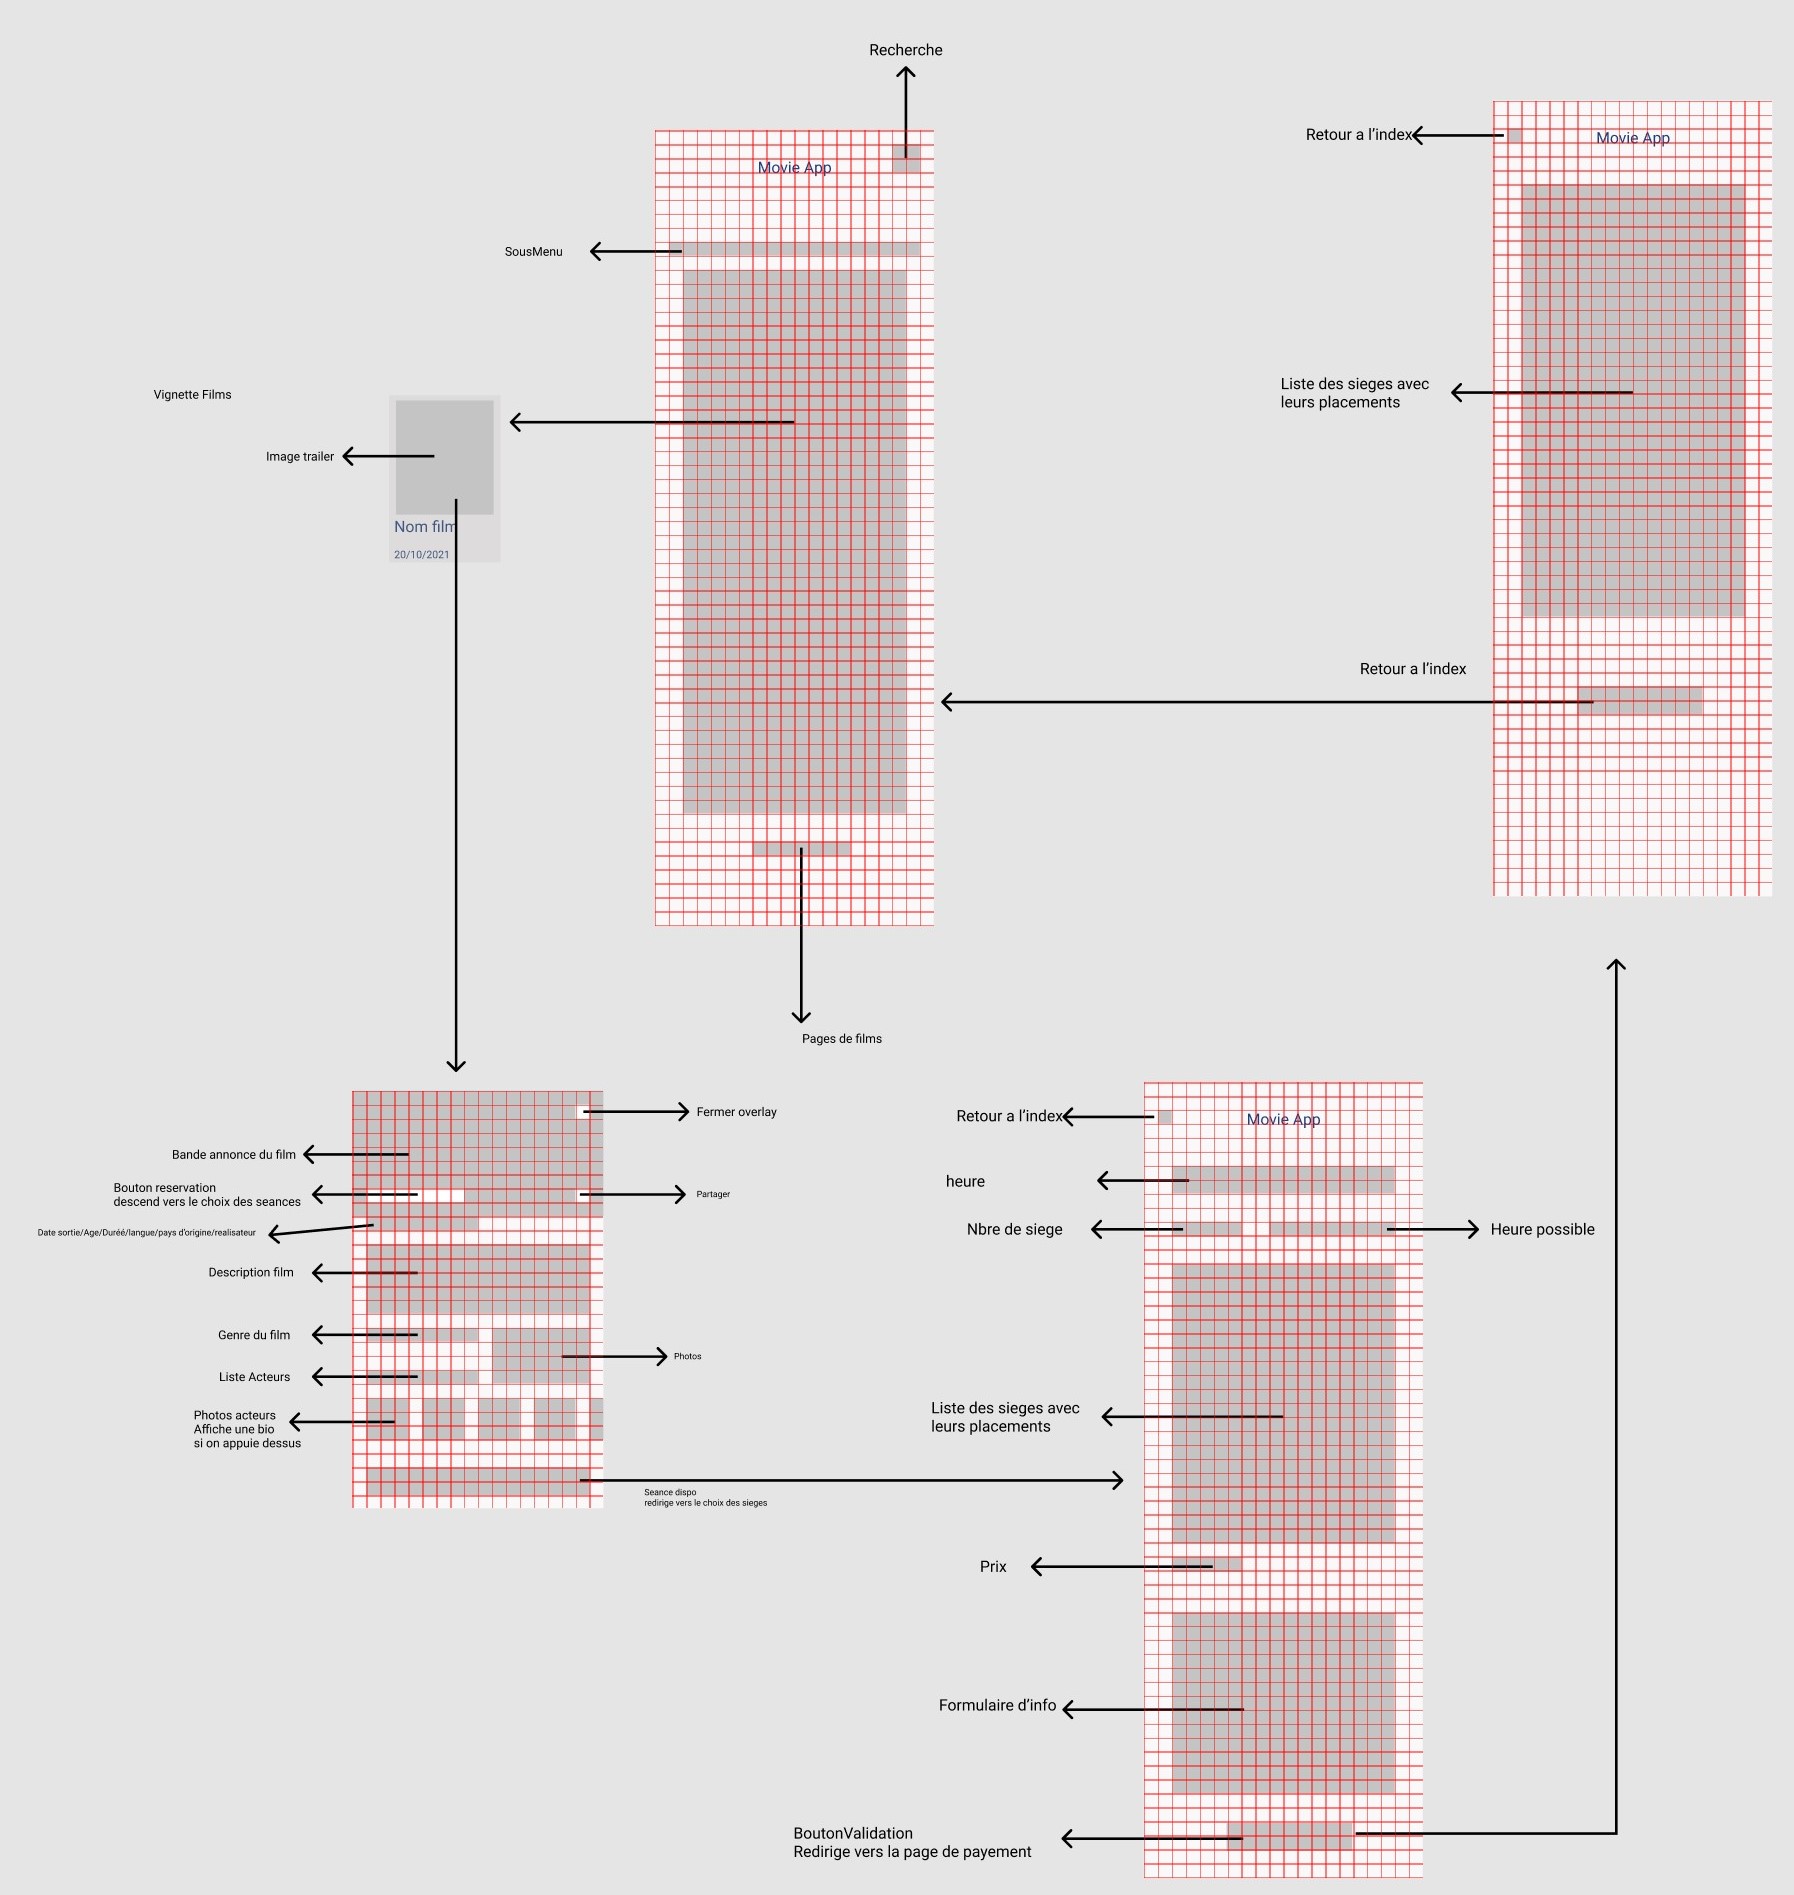 Recherche
Movie App
SousMenu
Vignette Films
Image trailer
Nom film
20/10/2021
Pages de films
Retour a l’index
Movie App
Liste des sieges avec
leurs placements
Retour a l’index
Fermer overlay
Bande annonce du film
Bouton reservation
descend vers le choix des seances
Partager
Date sortie/Age/Duréé/langue/pays d’origine/realisateur
Description film
Genre du film
Photos
Liste Acteurs
Photos acteurs
Affiche une bio
si on appuie dessus
Seance dispo
redirige vers le choix des sieges
Retour a l’index
Movie App
heure
Nbre de siege
Heure possible
Liste des sieges avec
leurs placements
Prix
Formulaire d’info
BoutonValidation
Redirige vers la page de payement